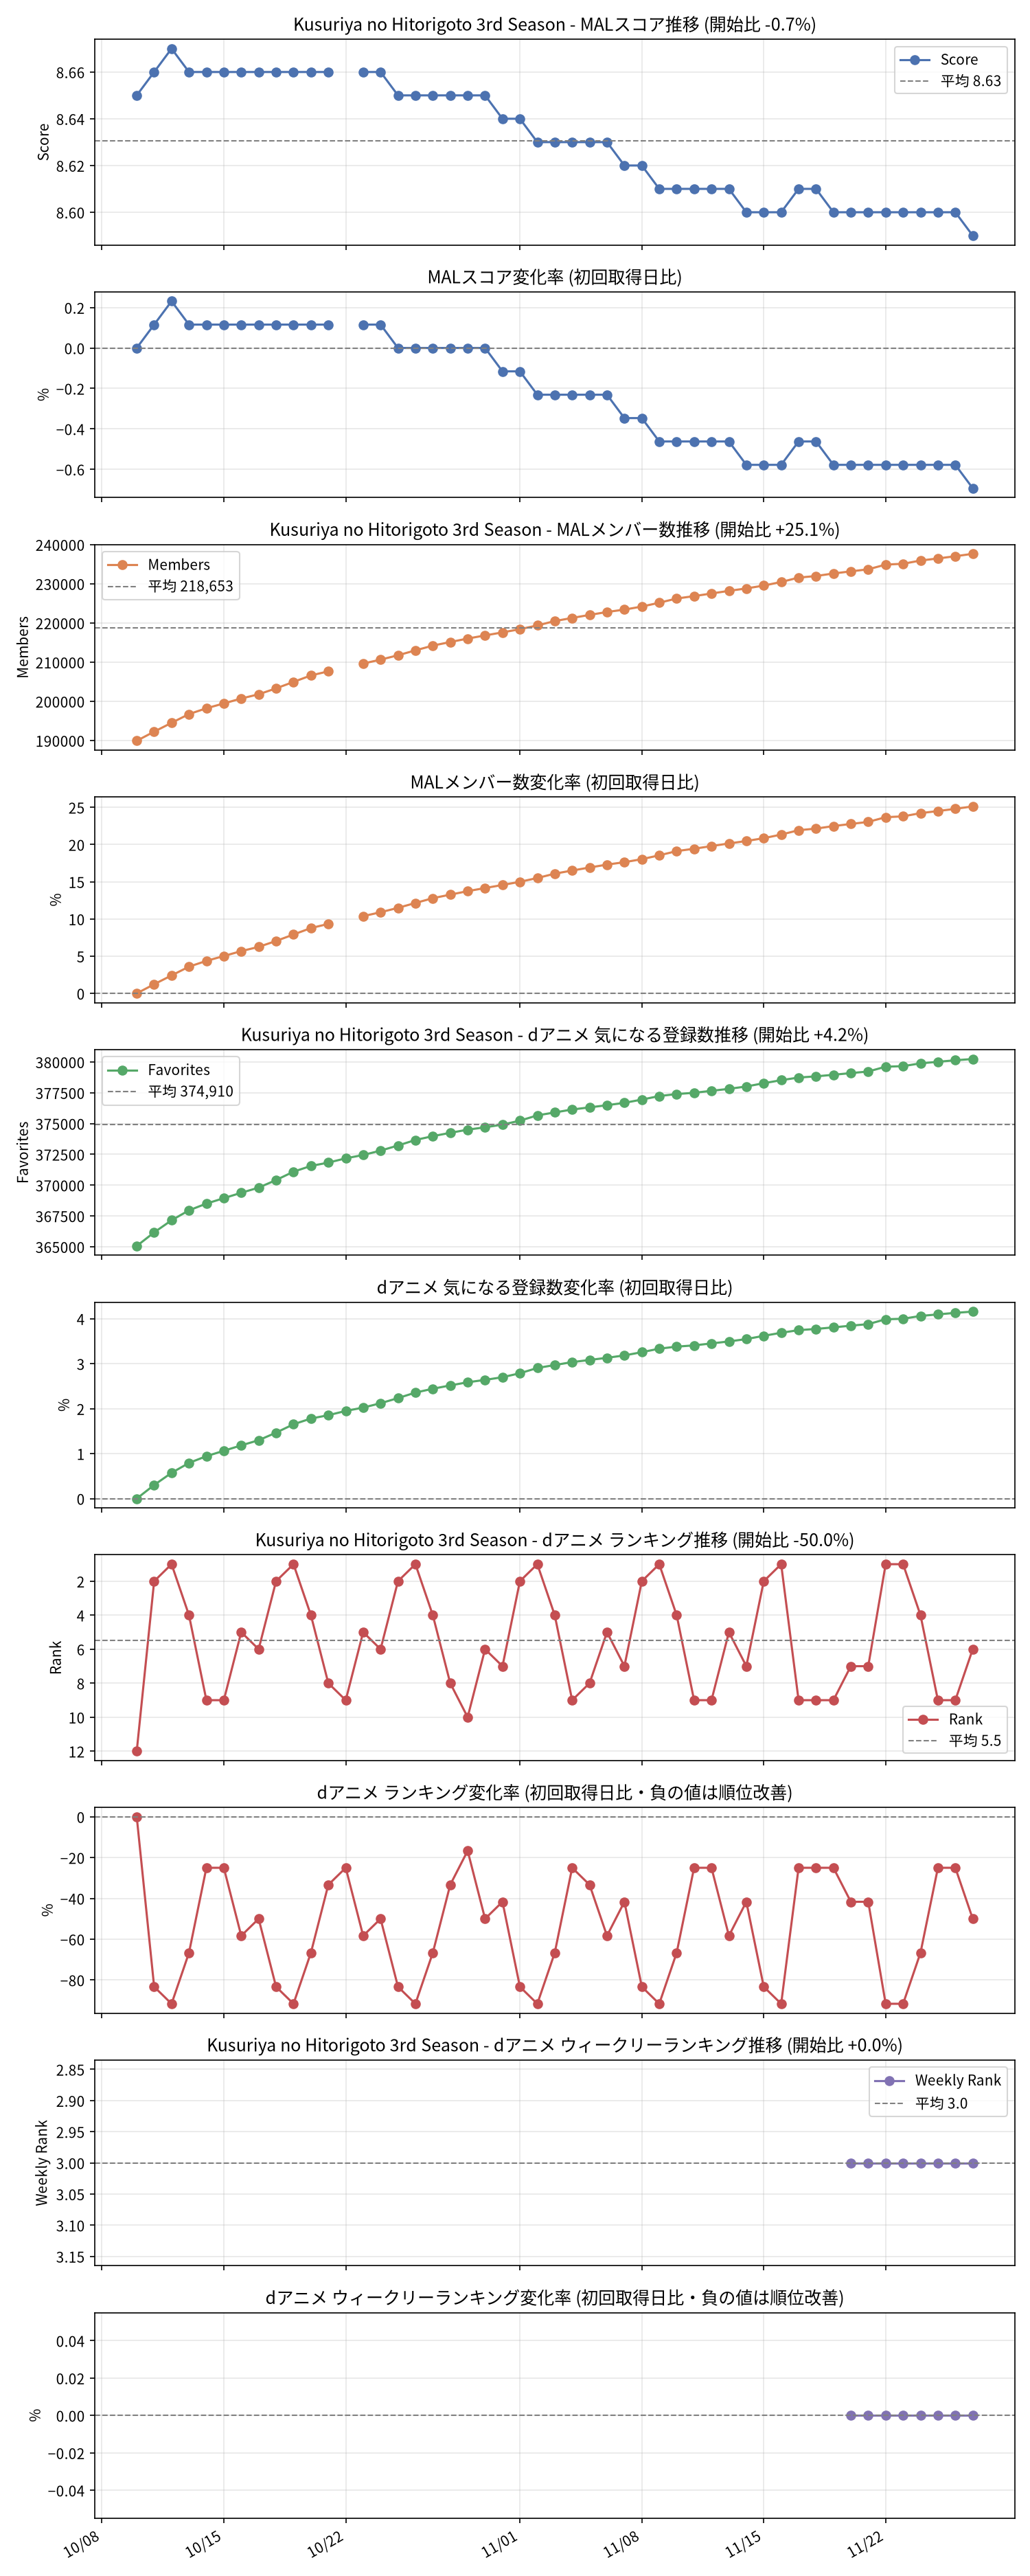 Kusuriya no Hitorigoto 3rd Season - MALスコア推移 (開始比 -0.7%)
Score
平均 8.63
8.66
8.64
8.62
8.60
Score
MALスコア変化率 (初回取得日比)
0.2
0.0
−0.2
−0.4
−0.6
%
Kusuriya no Hitorigoto 3rd Season - MALメンバー数推移 (開始比 +25.1%)
Members
平均 218,653
240000
230000
220000
210000
200000
190000
Members
MALメンバー数変化率 (初回取得日比)
25
20
15
10
5
0
%
Kusuriya no Hitorigoto 3rd Season - dアニメ 気になる登録数推移 (開始比 +4.2%)
Favorites
平均 374,910
380000
377500
375000
372500
370000
367500
365000
Favorites
dアニメ 気になる登録数変化率 (初回取得日比)
4
3
2
1
0
%
Kusuriya no Hitorigoto 3rd Season - dアニメ ランキング推移 (開始比 -50.0%)
2
4
6
8
10
12
Rank
Rank
平均 5.5
dアニメ ランキング変化率 (初回取得日比・負の値は順位改善)
0
−20
−40
−60
−80
%
Kusuriya no Hitorigoto 3rd Season - dアニメ ウィークリーランキング推移 (開始比 +0.0%)
Weekly Rank
平均 3.0
2.85
2.90
2.95
3.00
3.05
3.10
3.15
Weekly Rank
dアニメ ウィークリーランキング変化率 (初回取得日比・負の値は順位改善)
0.04
0.02
0.00
−0.02
−0.04
%
10/08
10/15
10/22
11/01
11/08
11/15
11/22